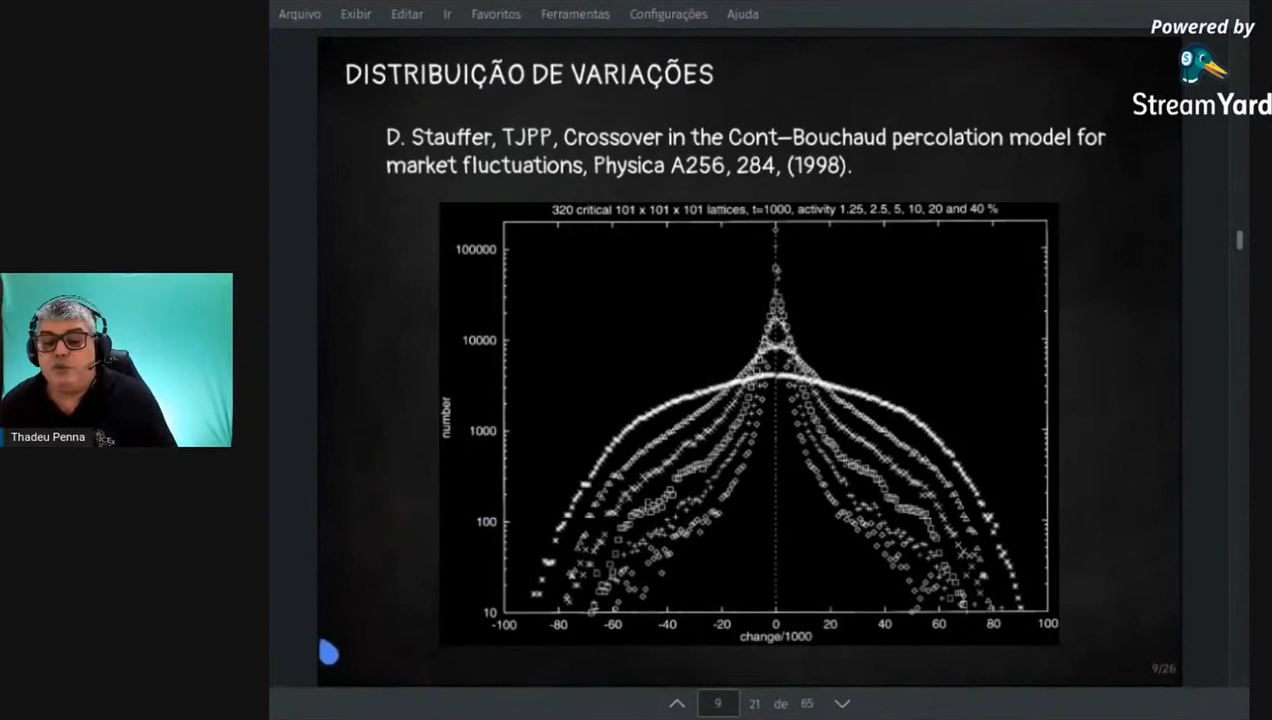 Arquivo Exibir Editar Ir Favoritos Ferramentas Configurações Ajuda
Powered by
StreamYard
DISTRIBUIÇÃO DE VARIAÇÕES
D. Stauffer, TJPP, Crossover in the Cont–Bouchaud percolation model for
market fluctuations, Physica A256, 284, (1998).
320 critical 101 x 101 x 101 lattices, t=1000, activity 1.25, 2.5, 5, 10, 20 and 40 %
100000
10000
number
1000
100
10
-100 -80 -60 -40 -20 0 20 40 60 80 100
change/1000
Thadeu Penna
9/26
9 21 de 65